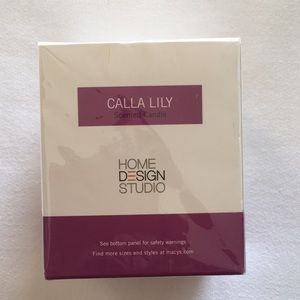 CALLA LILY
Scented Candle
HOME
DESIGN
STUDIO
See bottom panel for safety warnings
Find more sizes and styles at macys.com